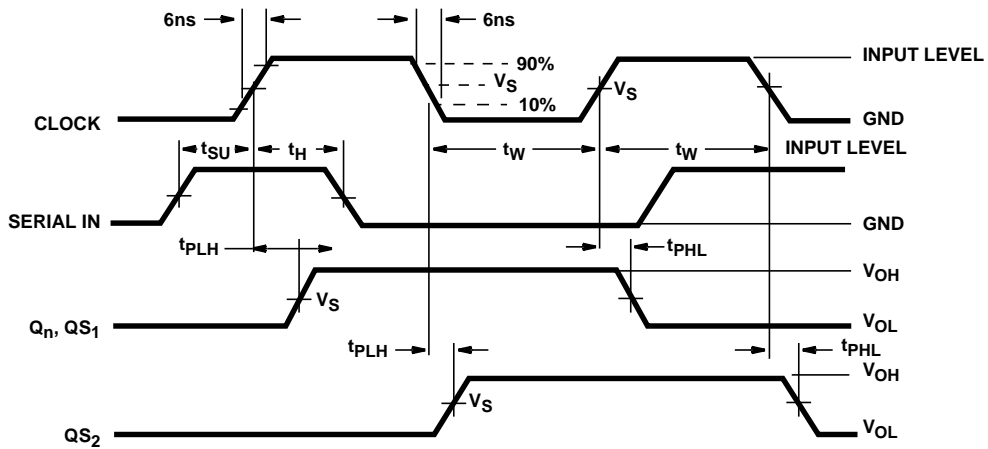 6ns 6ns
90%
INPUT LEVEL
VS VS
10%
CLOCK GND
tSU tH tW tW INPUT LEVEL
SERIAL IN GND
tPLH tPHL
VOH
VS
Qn, QS1 VOL
tPLH tPHL
VOH
VS
QS2 VOL